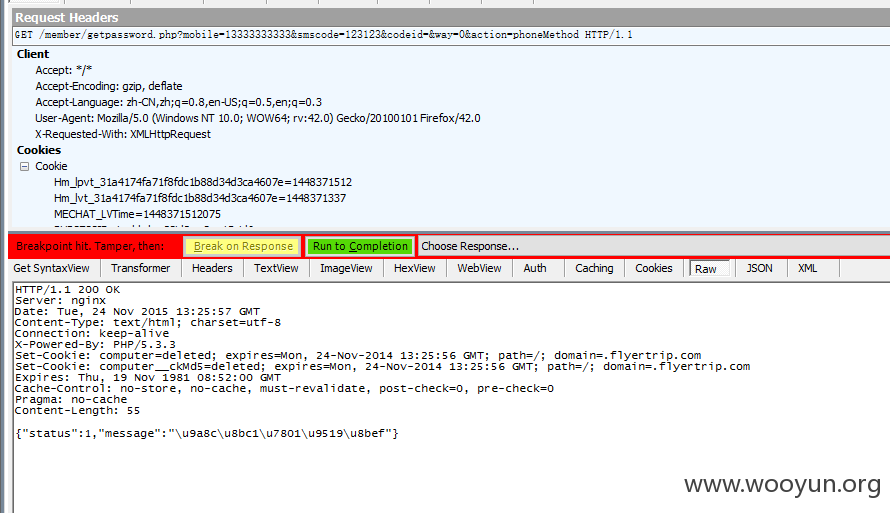 Request Headers
GET /member/getpassword.php?mobile=13333333333&smscode=123123&codeid=&way=0&action=phoneMethod HTTP/1.1
Client
Accept: */*
Accept-Encoding: gzip, deflate
Accept-Language: zh-CN,zh;q=0.8,en-US;q=0.5,en;q=0.3
User-Agent: Mozilla/5.0 (Windows NT 10.0; WOW64; rv:42.0) Gecko/20100101 Firefox/42.0
X-Requested-With: XMLHttpRequest
Cookies
Cookie
Hm_lpvt_31a4174fa71f8fdc1b88d34d3ca4607e=1448371512
Hm_lvt_31a4174fa71f8fdc1b88d34d3ca4607e=1448371337
MECHAT_LVTime=1448371512075
Breakpoint hit. Tamper, then: Break on Response Run to Completion Choose Response...
Get SyntaxView Transformer Headers TextView ImageView HexView WebView Auth Caching Cookies Raw JSON XML
HTTP/1.1 200 OK
Server: nginx
Date: Tue, 24 Nov 2015 13:25:57 GMT
Content-Type: text/html; charset=utf-8
Connection: keep-alive
X-Powered-By: PHP/5.3.3
Set-Cookie: computer=deleted; expires=Mon, 24-Nov-2014 13:25:56 GMT; path=/; domain=.flyertrip.com
Set-Cookie: computer__ckMd5=deleted; expires=Mon, 24-Nov-2014 13:25:56 GMT; path=/; domain=.flyertrip.com
Expires: Thu, 19 Nov 1981 08:52:00 GMT
Cache-Control: no-store, no-cache, must-revalidate, post-check=0, pre-check=0
Pragma: no-cache
Content-Length: 55
{"status":1,"message":"\u9a8c\u8bc1\u7801\u9519\u8bef"}
www.wooyun.org